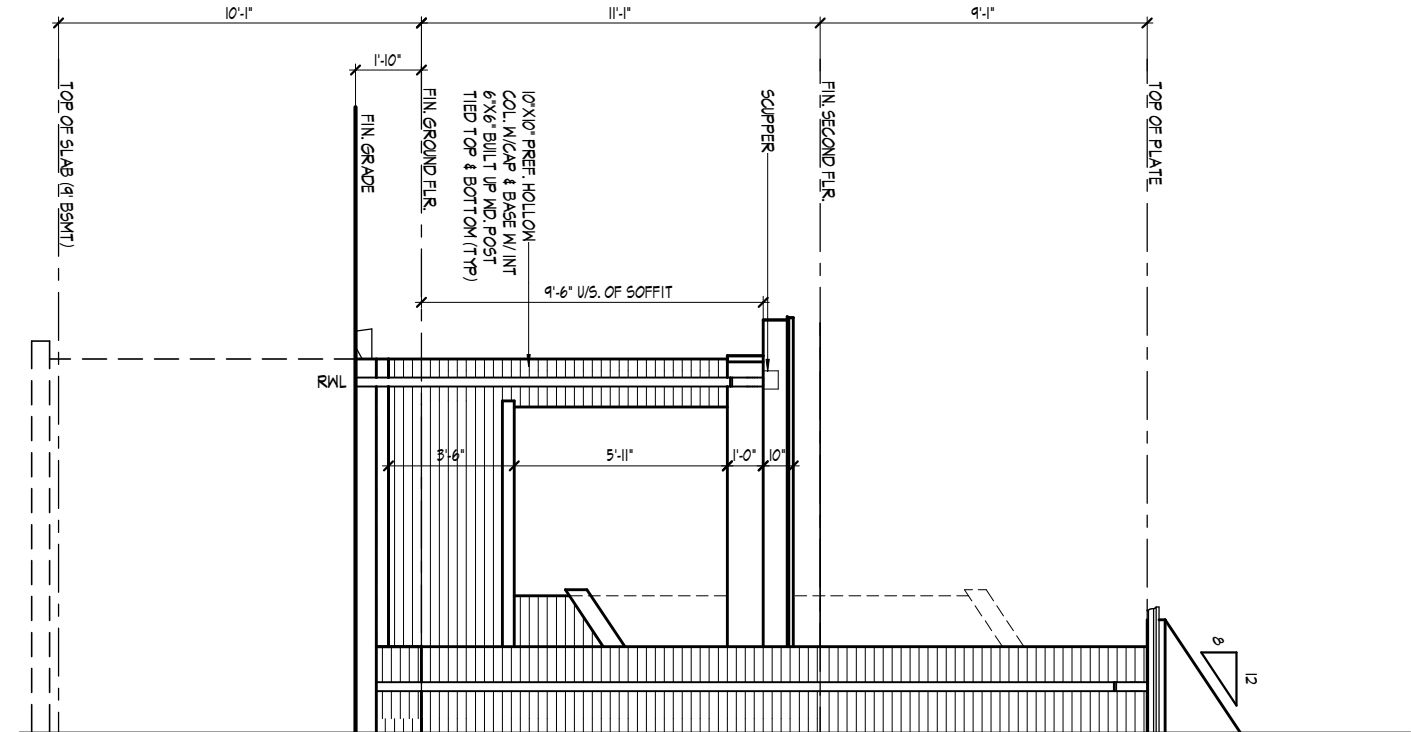 10'-1"
11'-1"
9'-1"
1'-10"
TOP OF SLAB (9' BSMT)
FIN. GRADE
FIN. GROUND FLR.
10"X10" PREF. HOLLOW
COL. W/CAP & BASE W/ INT
6"X6" BUILT UP WD. POST
TIED TOP & BOTTOM (TYP)
SCUPPER
FIN. SECOND FLR.
TOP OF PLATE
9'-6" U/S. OF SOFFIT
RWL
3'-6"
5'-11"
1'-0"
10"
8
12